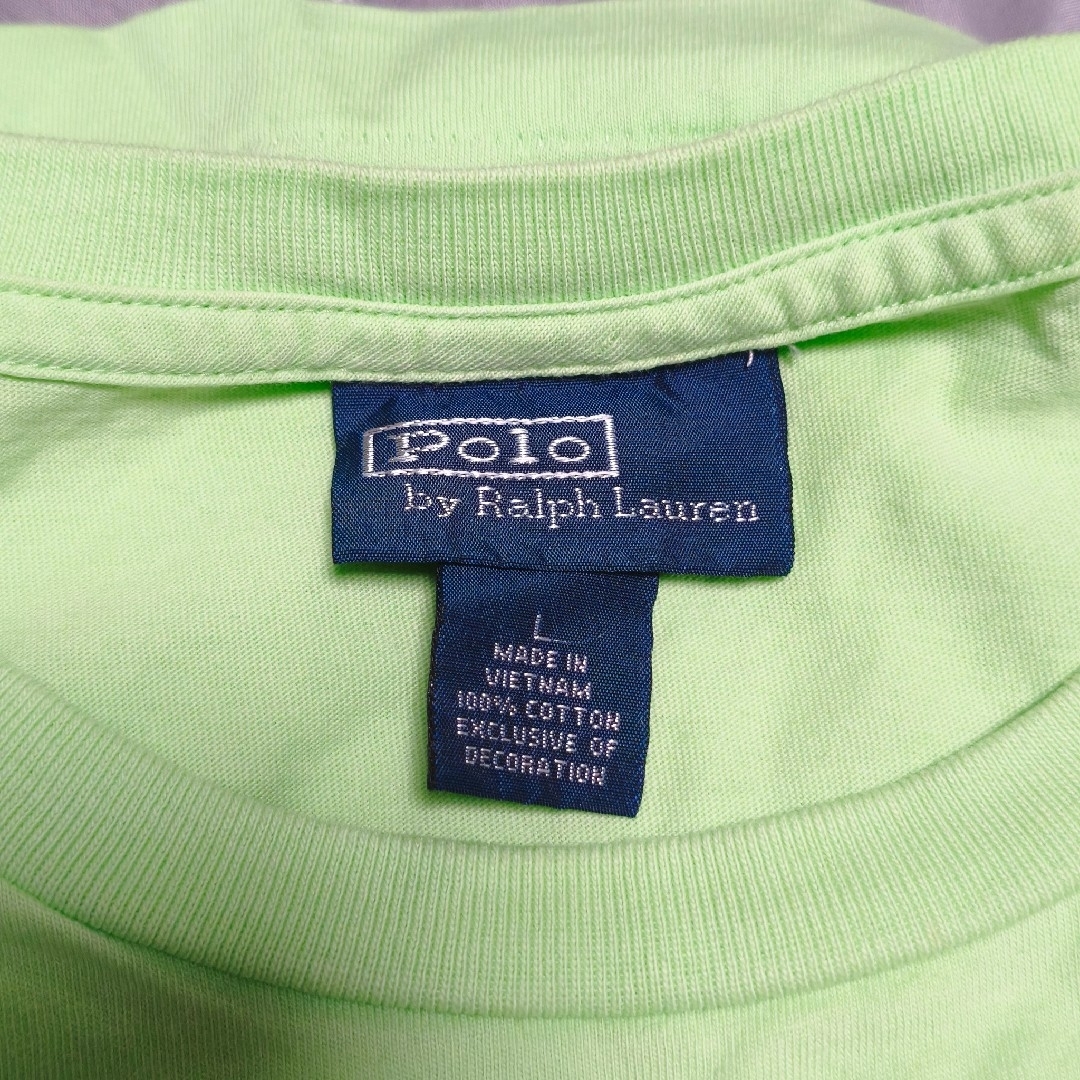 Polo
by Ralph Lauren
L
MADE IN
VIETNAM
100% COTTON
EXCLUSIVE OF
DECORATION